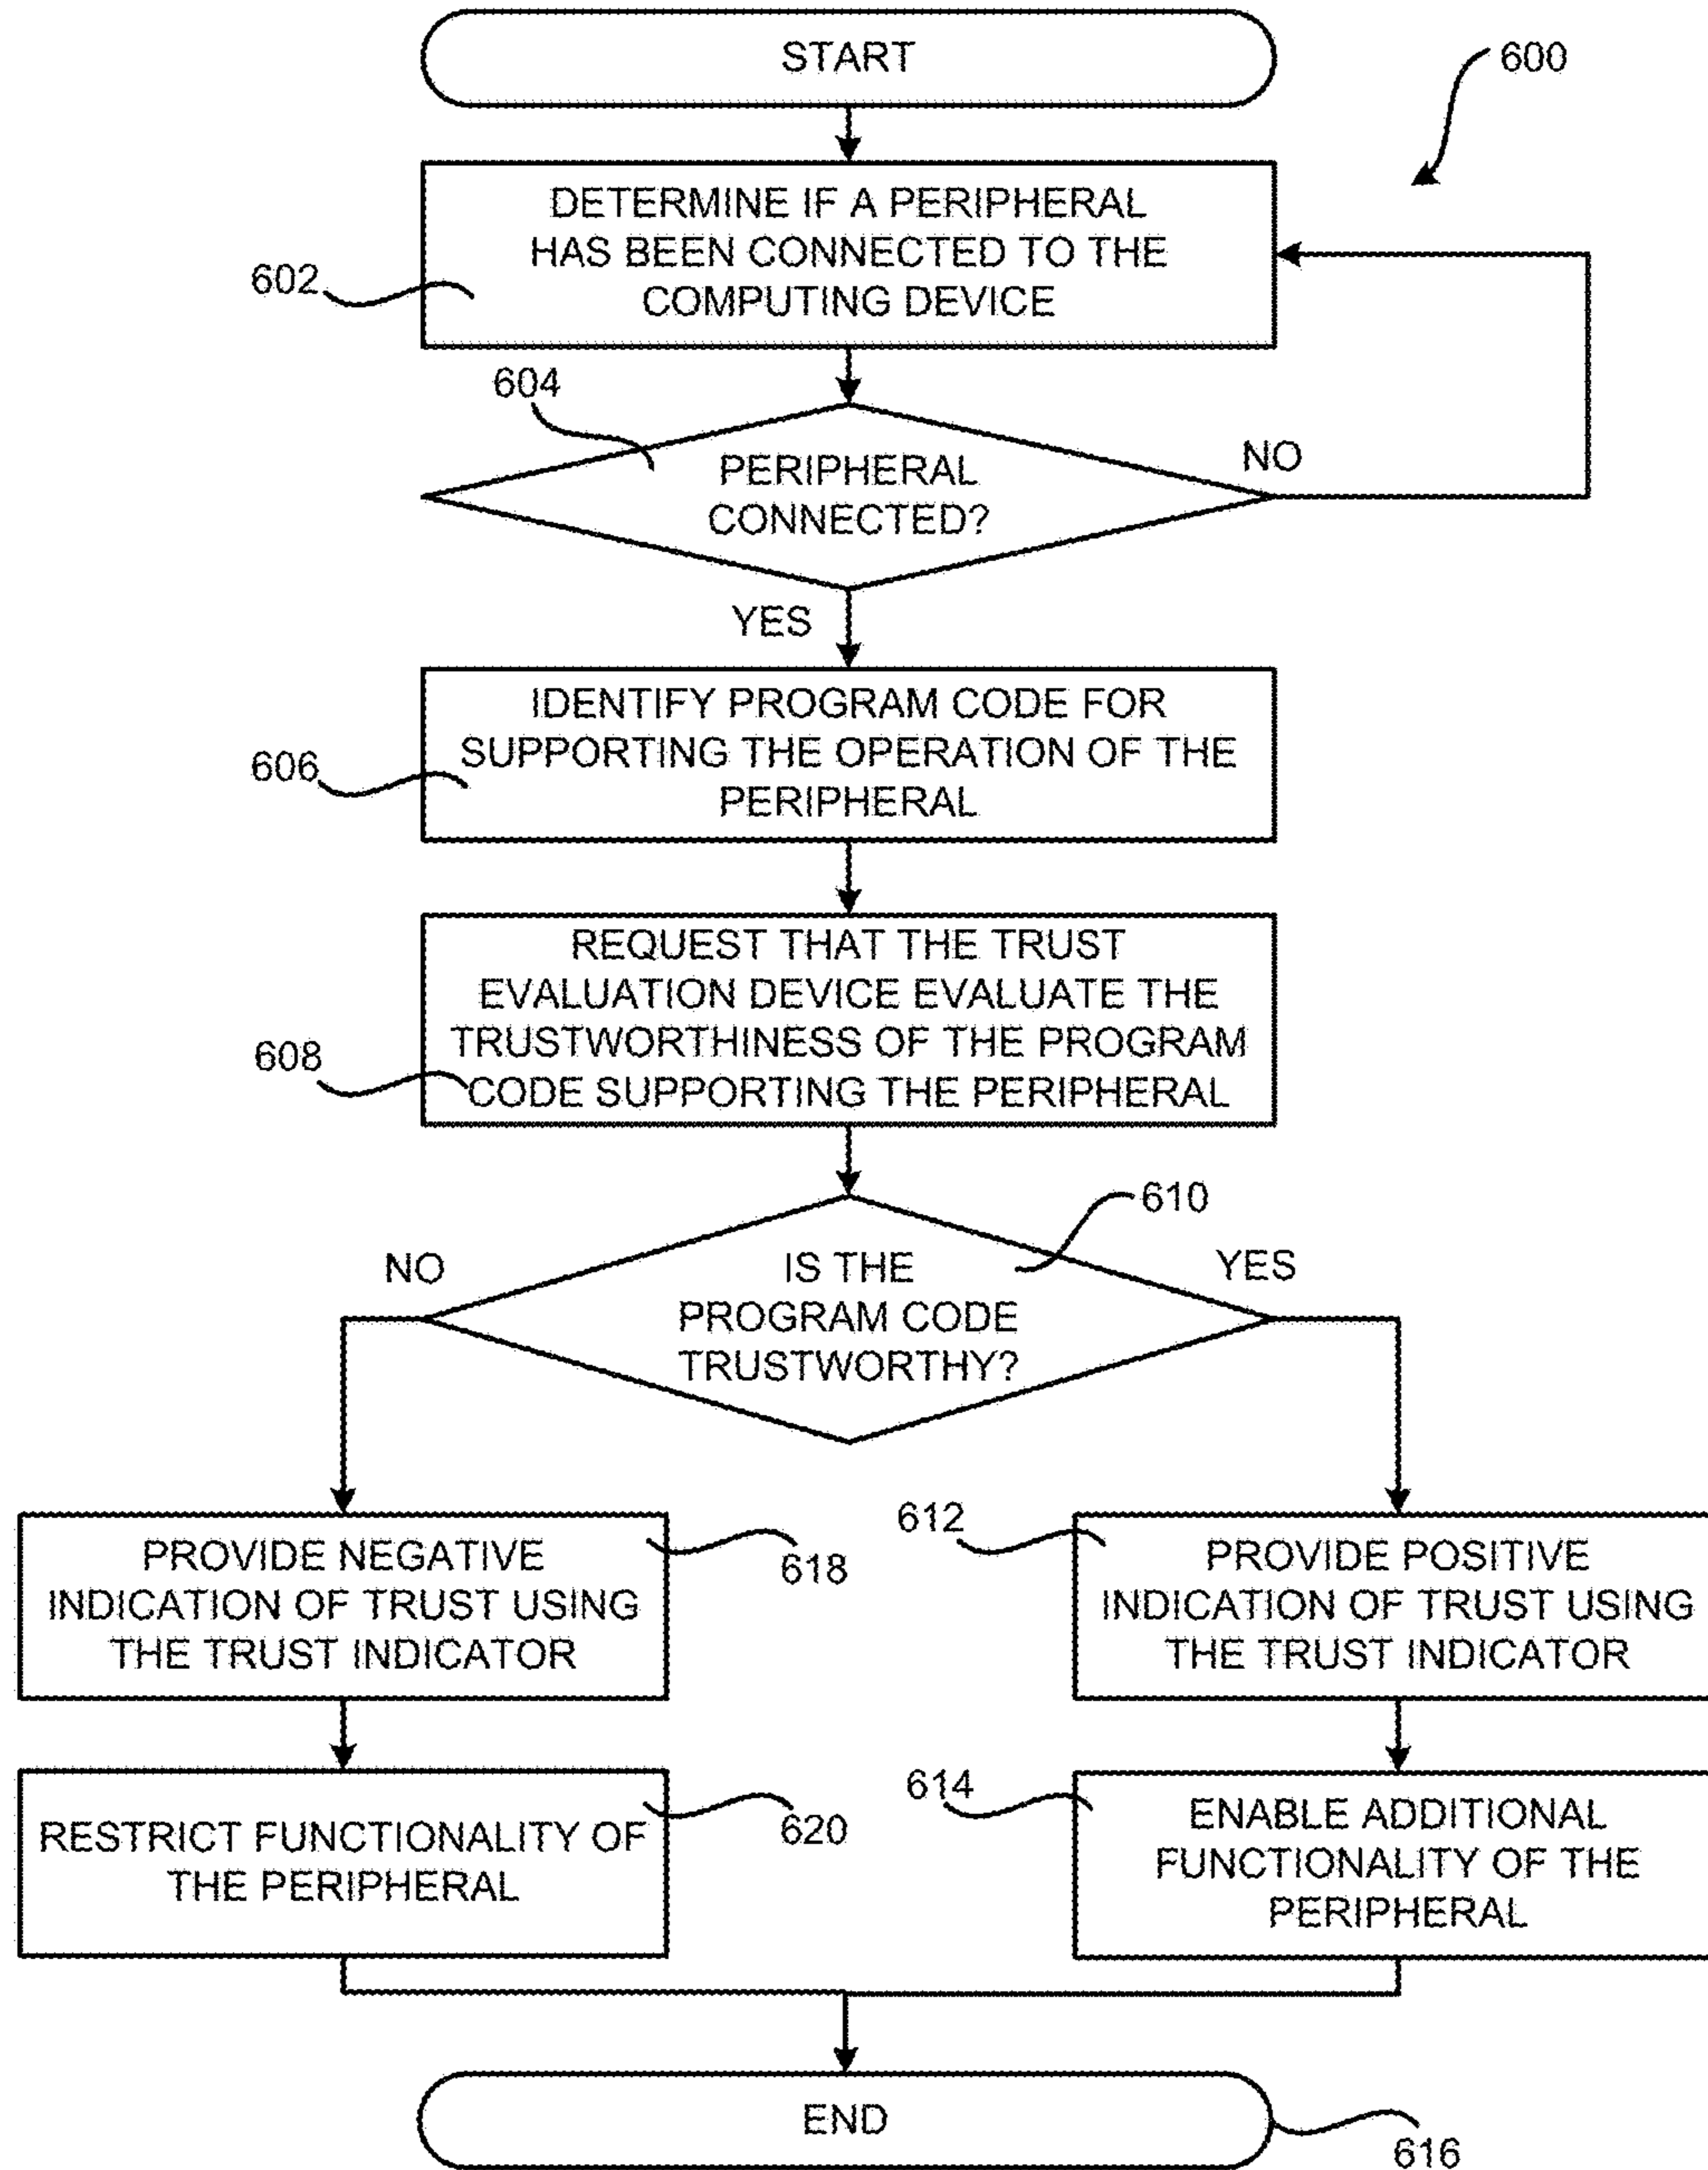 START
600
DETERMINE IF A PERIPHERAL
HAS BEEN CONNECTED TO THE
COMPUTING DEVICE
602
604
PERIPHERAL
CONNECTED?
NO
YES
IDENTIFY PROGRAM CODE FOR
SUPPORTING THE OPERATION OF THE
PERIPHERAL
606
REQUEST THAT THE TRUST
EVALUATION DEVICE EVALUATE THE
TRUSTWORTHINESS OF THE PROGRAM
CODE SUPPORTING THE PERIPHERAL
608
610
NO
IS THE
PROGRAM CODE
TRUSTWORTHY?
YES
PROVIDE NEGATIVE
INDICATION OF TRUST USING
THE TRUST INDICATOR
618
612
PROVIDE POSITIVE
INDICATION OF TRUST USING
THE TRUST INDICATOR
RESTRICT FUNCTIONALITY OF
THE PERIPHERAL
620
614
ENABLE ADDITIONAL
FUNCTIONALITY OF THE
PERIPHERAL
END
616